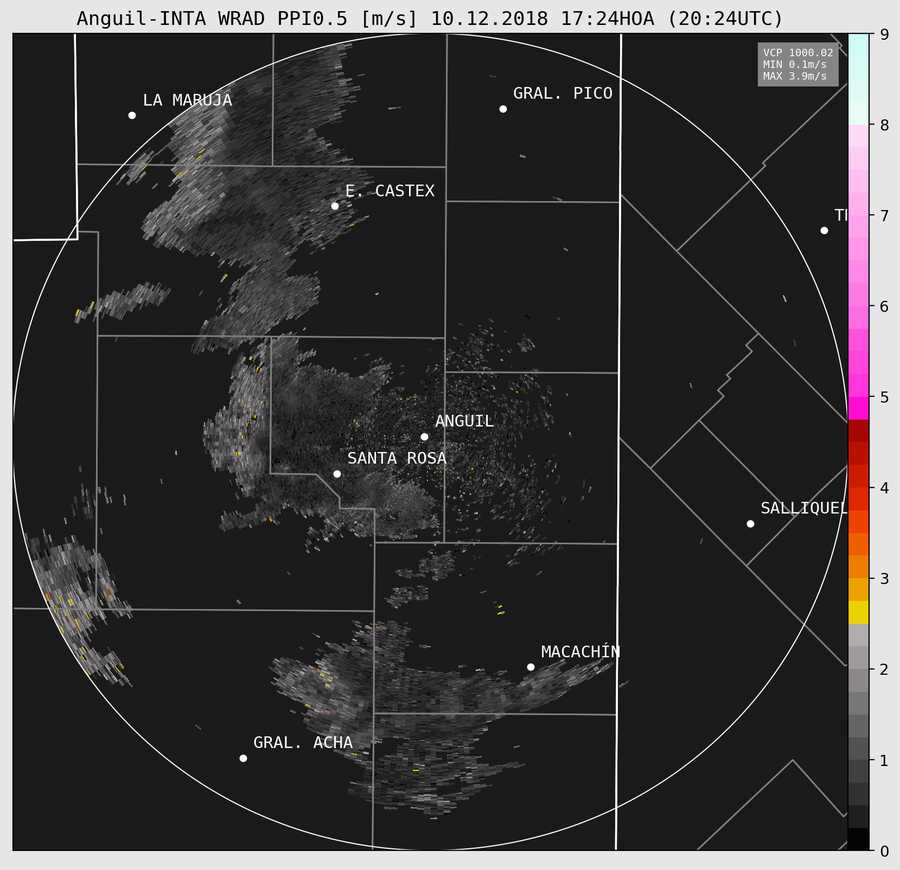 Anguil-INTA WRAD PPI0.5 [m/s] 10.12.2018 17:24HOA (20:24UTC)
VCP 1000.02
MIN 0.1m/s
MAX 3.9m/s
LA MARUJA
GRAL. PICO
E. CASTEX
TI
ANGUIL
SANTA ROSA
SALLIQUEL
MACACHÍN
GRAL. ACHA
9
8
7
6
5
4
3
2
1
0